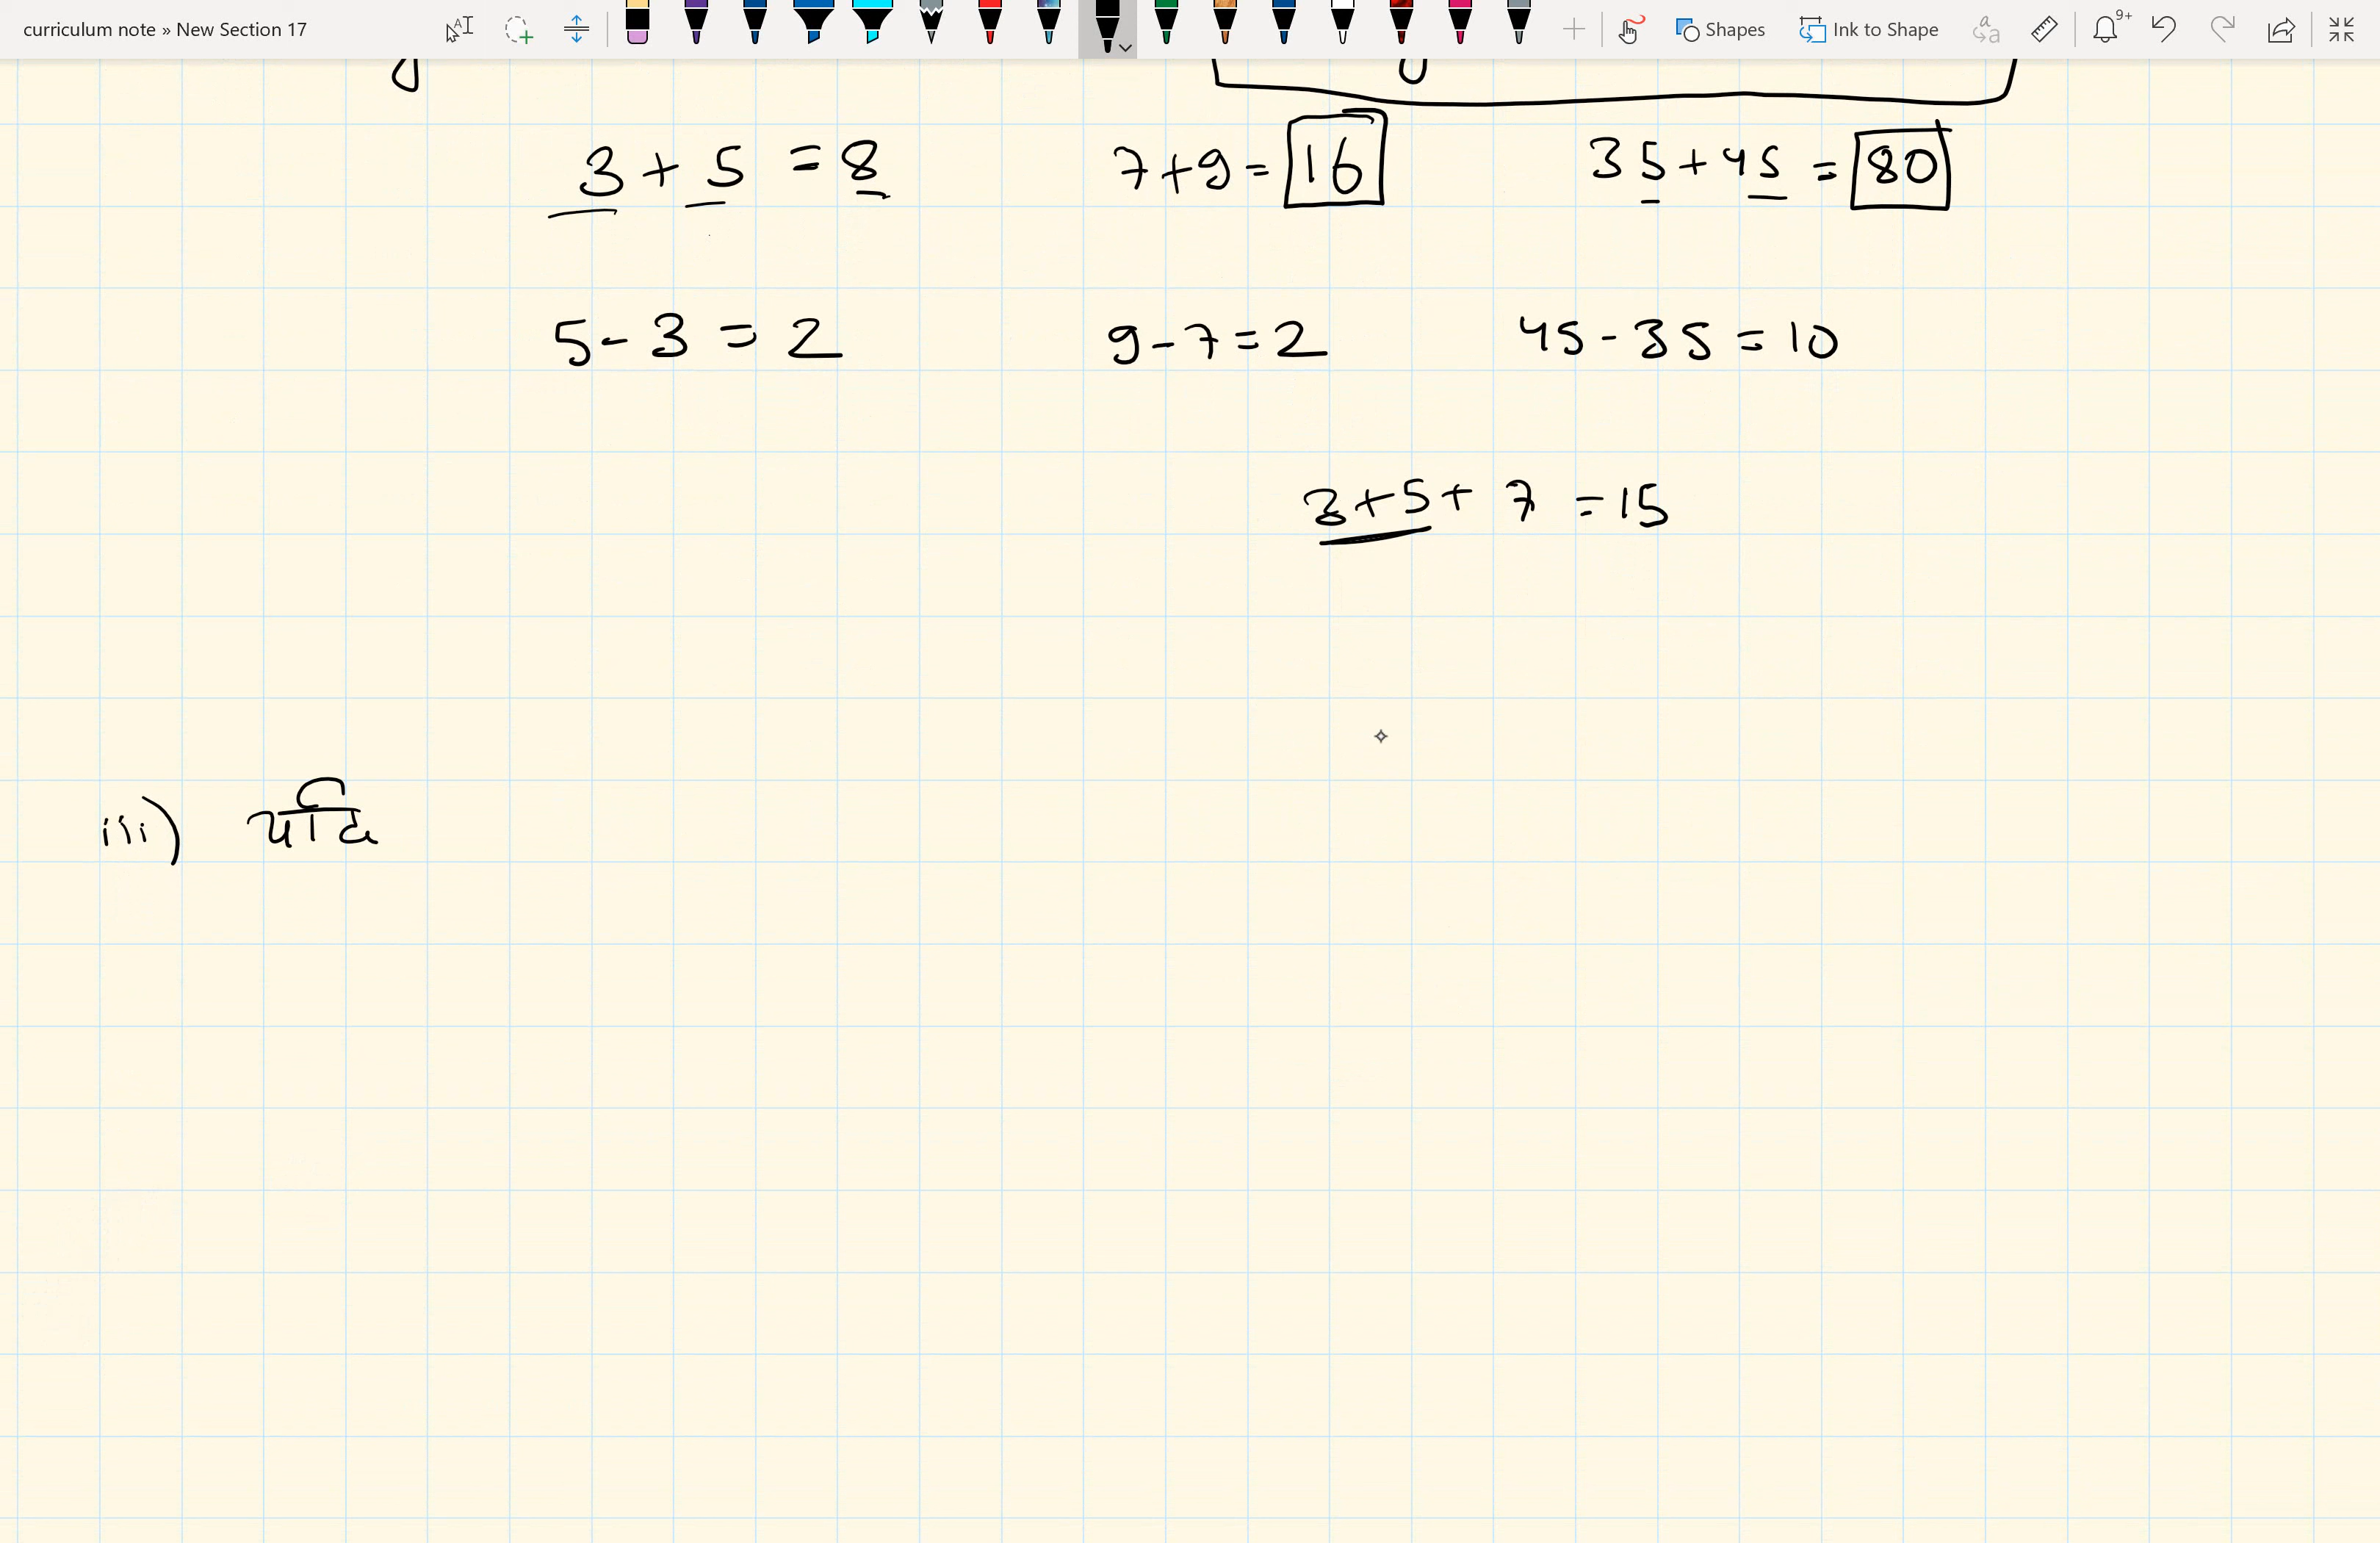 curriculum note » New Section 17
Shapes
Ink to Shape
9+
3 + 5 = 8
7 + 9 = 16
35 + 45 = 80
5 - 3 = 2
9 - 7 = 2
45 - 35 = 10
3 + 5 + 7 = 15
iii)